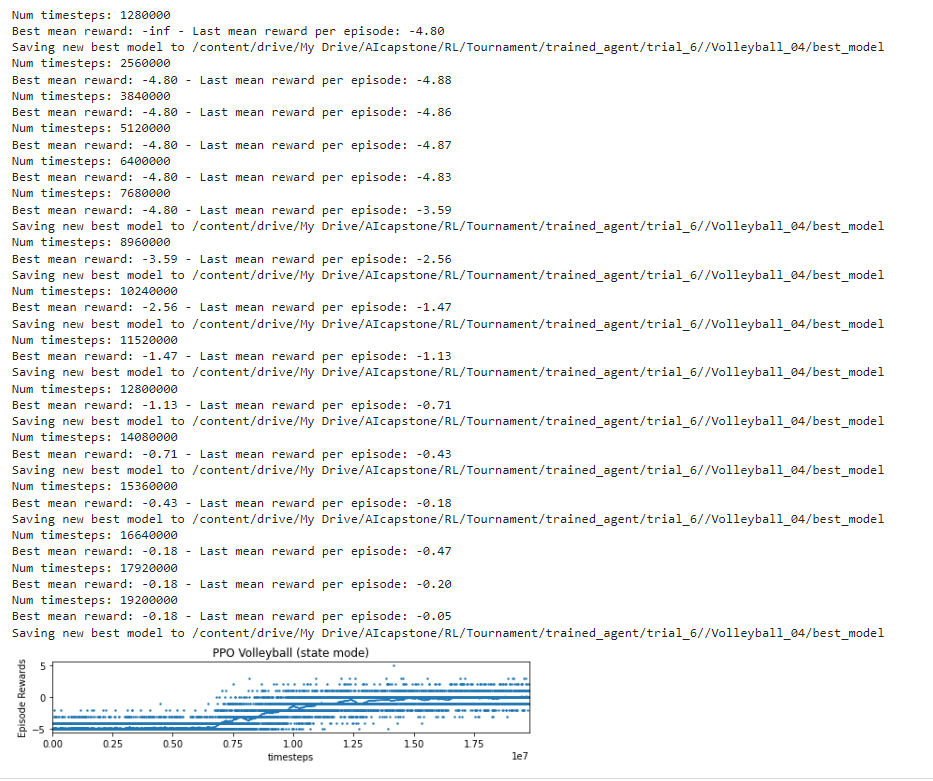 Num timesteps: 1280000
Best mean reward: -inf - Last mean reward per episode: -4.80
Saving new best model to /content/drive/My Drive/AIcapstone/RL/Tournament/trained_agent/trial_6//Volleyball_04/best_model
Num timesteps: 2560000
Best mean reward: -4.80 - Last mean reward per episode: -4.88
Num timesteps: 3840000
Best mean reward: -4.80 - Last mean reward per episode: -4.86
Num timesteps: 5120000
Best mean reward: -4.80 - Last mean reward per episode: -4.87
Num timesteps: 6400000
Best mean reward: -4.80 - Last mean reward per episode: -4.83
Num timesteps: 7680000
Best mean reward: -4.80 - Last mean reward per episode: -3.59
Saving new best model to /content/drive/My Drive/AIcapstone/RL/Tournament/trained_agent/trial_6//Volleyball_04/best_model
Num timesteps: 8960000
Best mean reward: -3.59 - Last mean reward per episode: -2.56
Saving new best model to /content/drive/My Drive/AIcapstone/RL/Tournament/trained_agent/trial_6//Volleyball_04/best_model
Num timesteps: 10240000
Best mean reward: -2.56 - Last mean reward per episode: -1.47
Saving new best model to /content/drive/My Drive/AIcapstone/RL/Tournament/trained_agent/trial_6//Volleyball_04/best_model
Num timesteps: 11520000
Best mean reward: -1.47 - Last mean reward per episode: -1.13
Saving new best model to /content/drive/My Drive/AIcapstone/RL/Tournament/trained_agent/trial_6//Volleyball_04/best_model
Num timesteps: 12800000
Best mean reward: -1.13 - Last mean reward per episode: -0.71
Saving new best model to /content/drive/My Drive/AIcapstone/RL/Tournament/trained_agent/trial_6//Volleyball_04/best_model
Num timesteps: 14080000
Best mean reward: -0.71 - Last mean reward per episode: -0.43
Saving new best model to /content/drive/My Drive/AIcapstone/RL/Tournament/trained_agent/trial_6//Volleyball_04/best_model
Num timesteps: 15360000
Best mean reward: -0.43 - Last mean reward per episode: -0.18
Saving new best model to /content/drive/My Drive/AIcapstone/RL/Tournament/trained_agent/trial_6//Volleyball_04/best_model
Num timesteps: 16640000
Best mean reward: -0.18 - Last mean reward per episode: -0.47
Num timesteps: 17920000
Best mean reward: -0.18 - Last mean reward per episode: -0.20
Num timesteps: 19200000
Best mean reward: -0.18 - Last mean reward per episode: -0.05
Saving new best model to /content/drive/My Drive/AIcapstone/RL/Tournament/trained_agent/trial_6//Volleyball_04/best_model
PPO Volleyball (state mode)
Episode Rewards
5
0
−5
0.00 0.25 0.50 0.75 1.00 1.25 1.50 1.75
1e7
timesteps